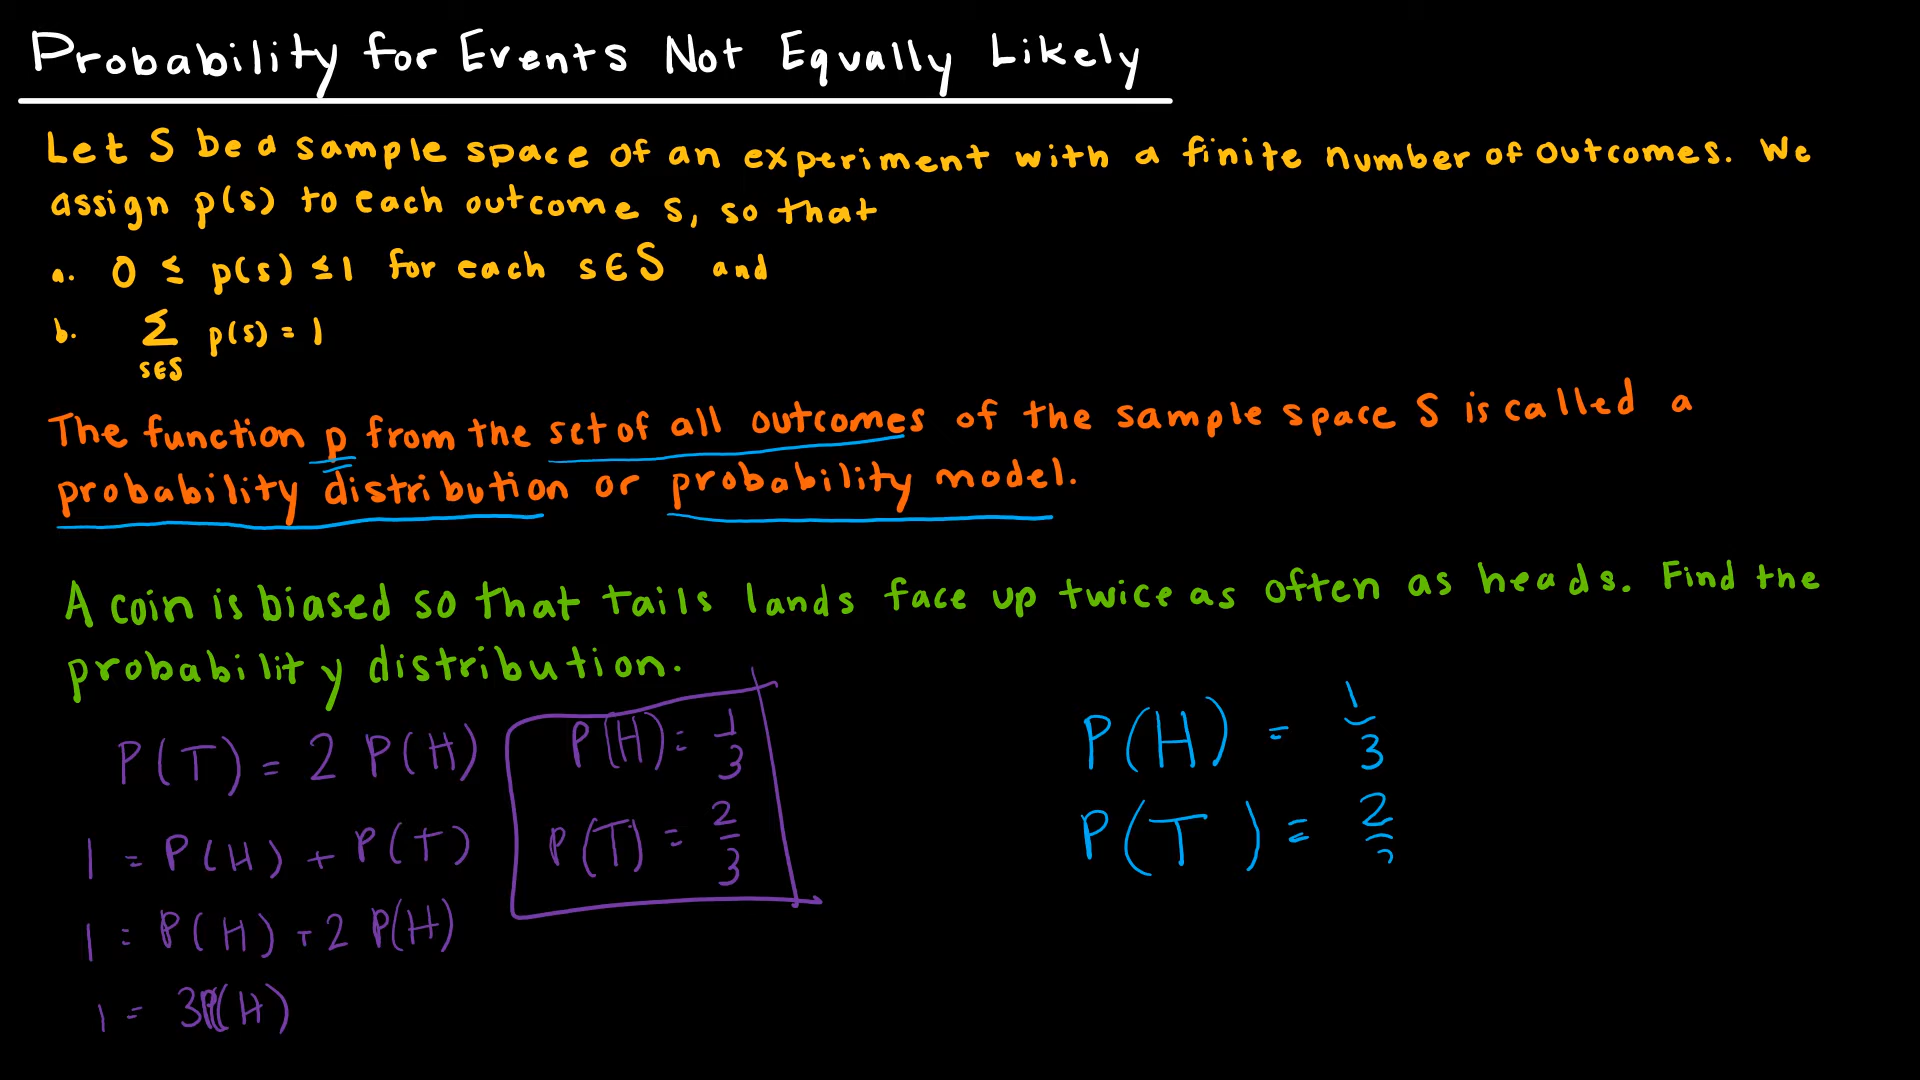 Probability for Events Not Equally Likely
Let S be a sample space of an experiment with a finite number of outcomes. We
assign p(s) to each outcome s, so that
a. 0 ≤ p(s) ≤ 1 for each s∈S and
b. ∑ p(s) = 1
s∈S
The function p from the set of all outcomes of the sample space S is called a
probability distribution or probability model.
A coin is biased so that tails lands face up twice as often as heads. Find the
probability distribution.
P(T) = 2 P(H)
1 = P(H) + P(T)
1 = P(H) + 2 P(H)
1 = 3P(H)
P(H) = 1/3
P(T) = 2/3
P(H) = 1/3
P(T) = 2